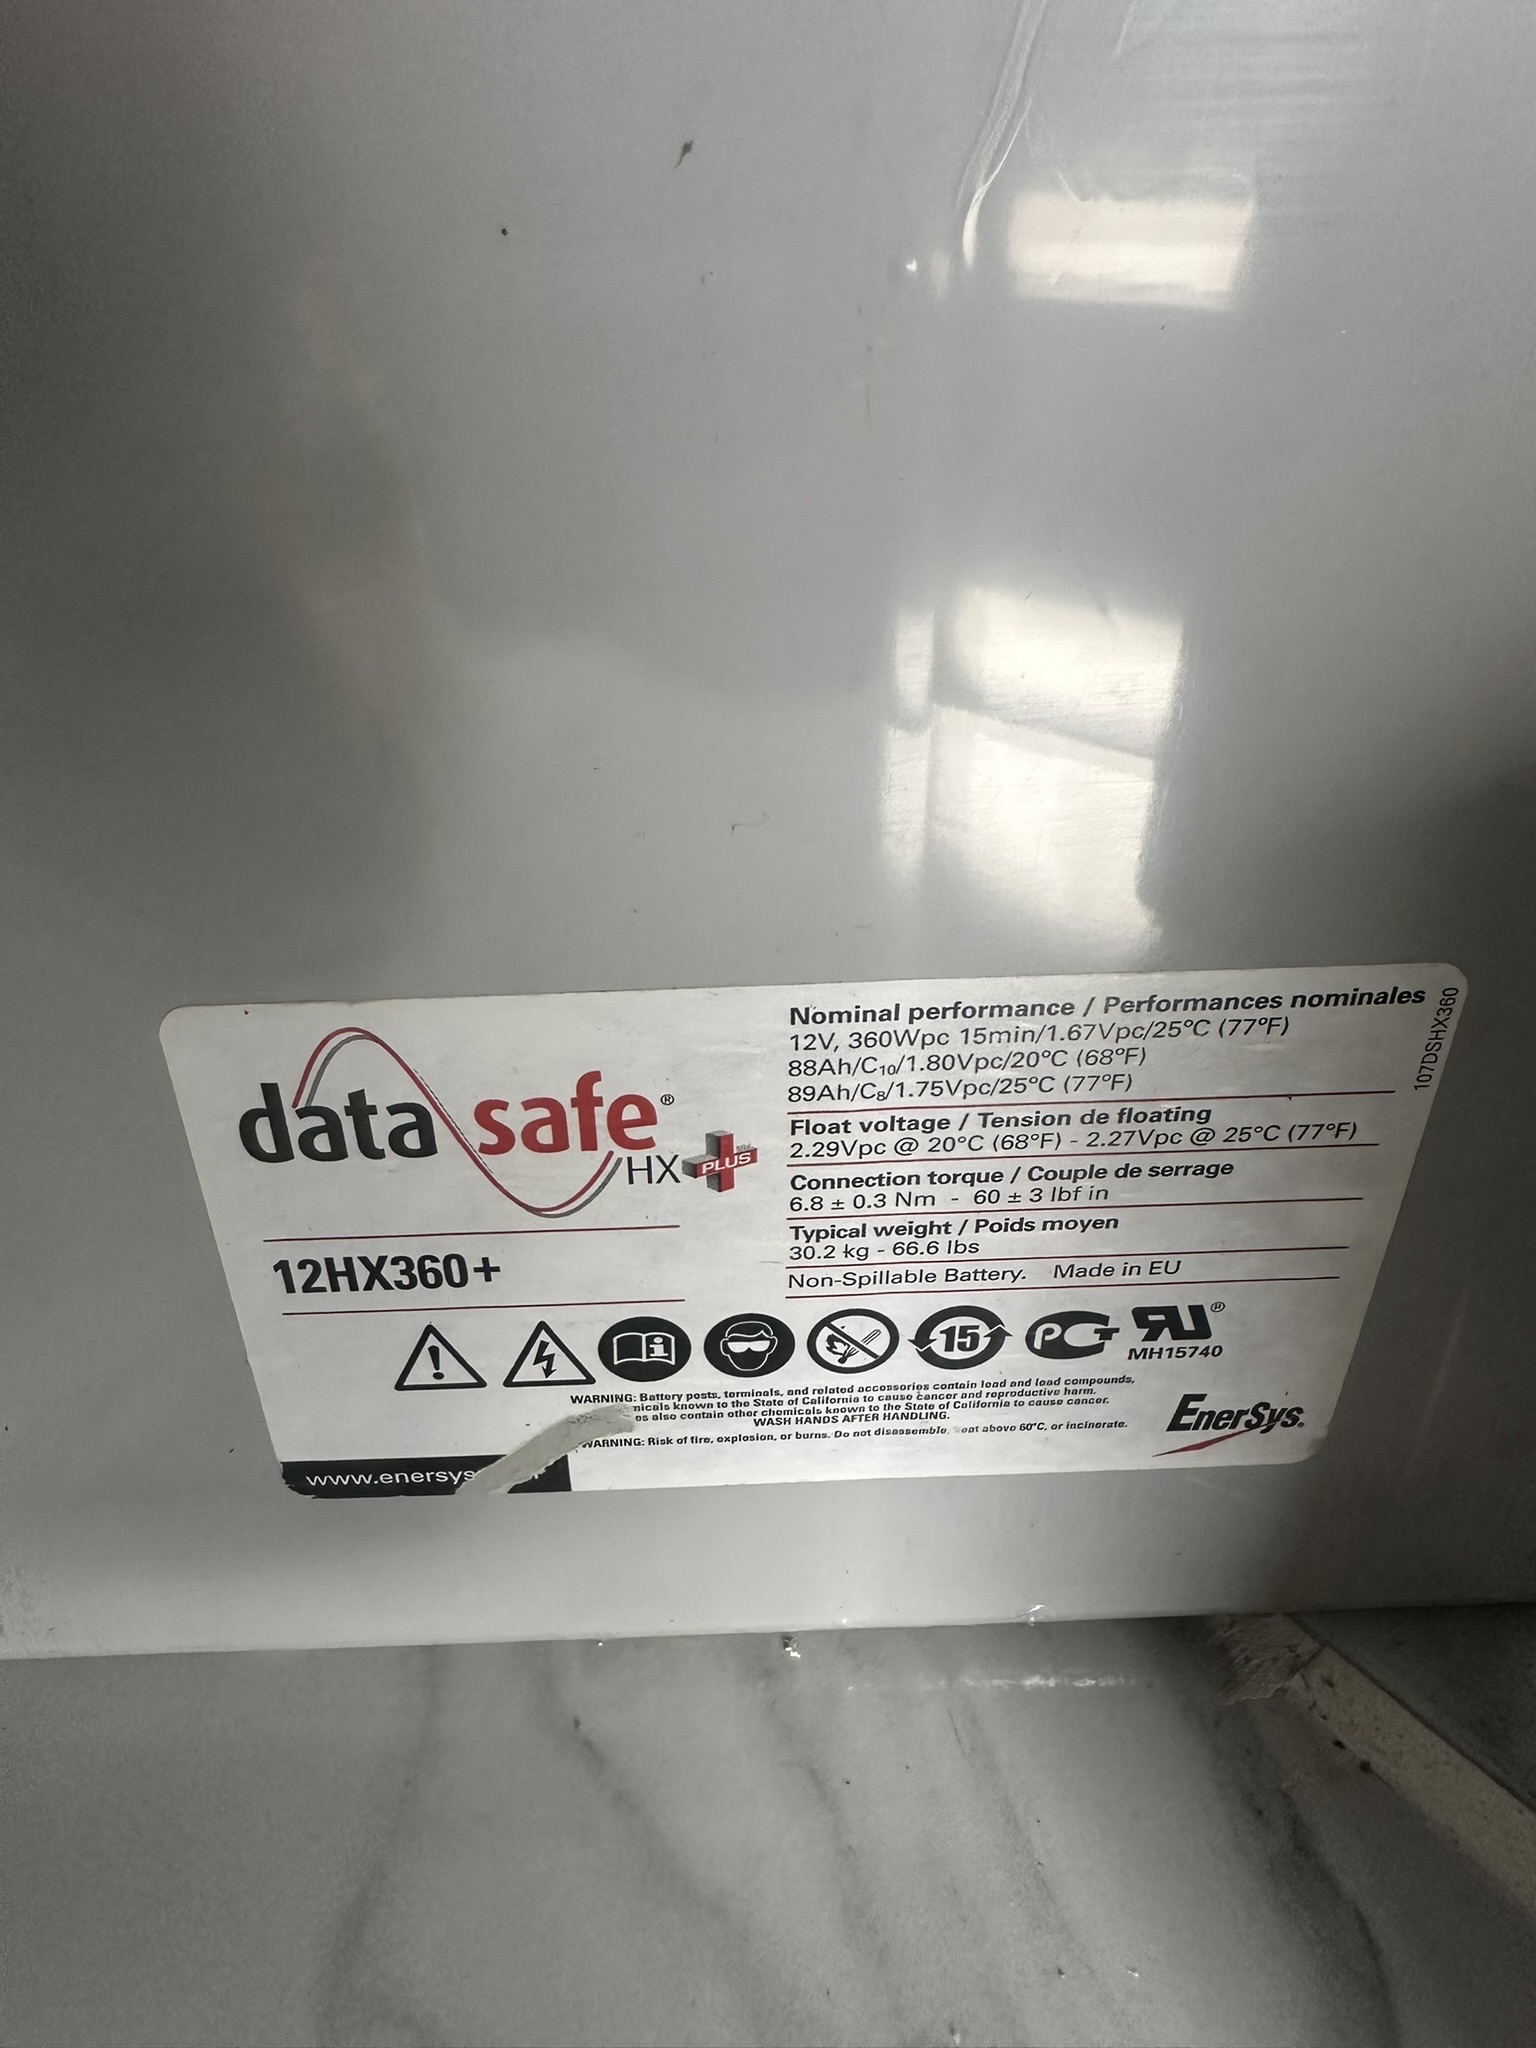 data safe®
HX PLUS
12HX360+
Nominal performance / Performances nominales
12V, 360Wpc 15min/1.67Vpc/25°C (77°F)
88Ah/C₁₀/1.80Vpc/20°C (68°F)
89Ah/C₈/1.75Vpc/25°C (77°F)
Float voltage / Tension de floating
2.29Vpc @ 20°C (68°F) - 2.27Vpc @ 25°C (77°F)
Connection torque / Couple de serrage
6.8 ± 0.3 Nm - 60 ± 3 lbf in
Typical weight / Poids moyen
30.2 kg - 66.6 lbs
Non-Spillable Battery. Made in EU
107DSHX360
15
PCT
RU®
MH15740
WARNING: Battery posts, terminals, and related accessories contain lead and lead compounds,
known to the State of California to cause cancer and reproductive harm.
also contain other chemicals known to the State of California to cause cancer.
WASH HANDS AFTER HANDLING.
WARNING: Risk of fire, explosion, or burns. Do not disassemble, above 60°C, or incinerate.
EnerSys®
www.enersys